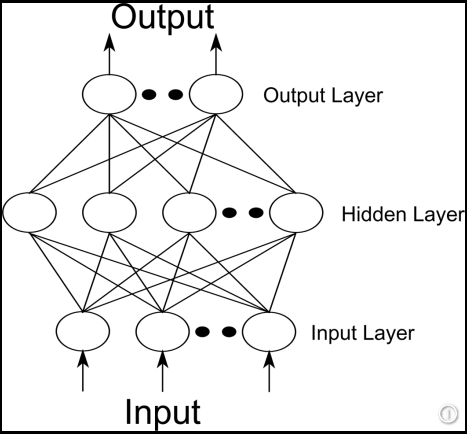 Output
Output Layer
Hidden Layer
Input Layer
Input